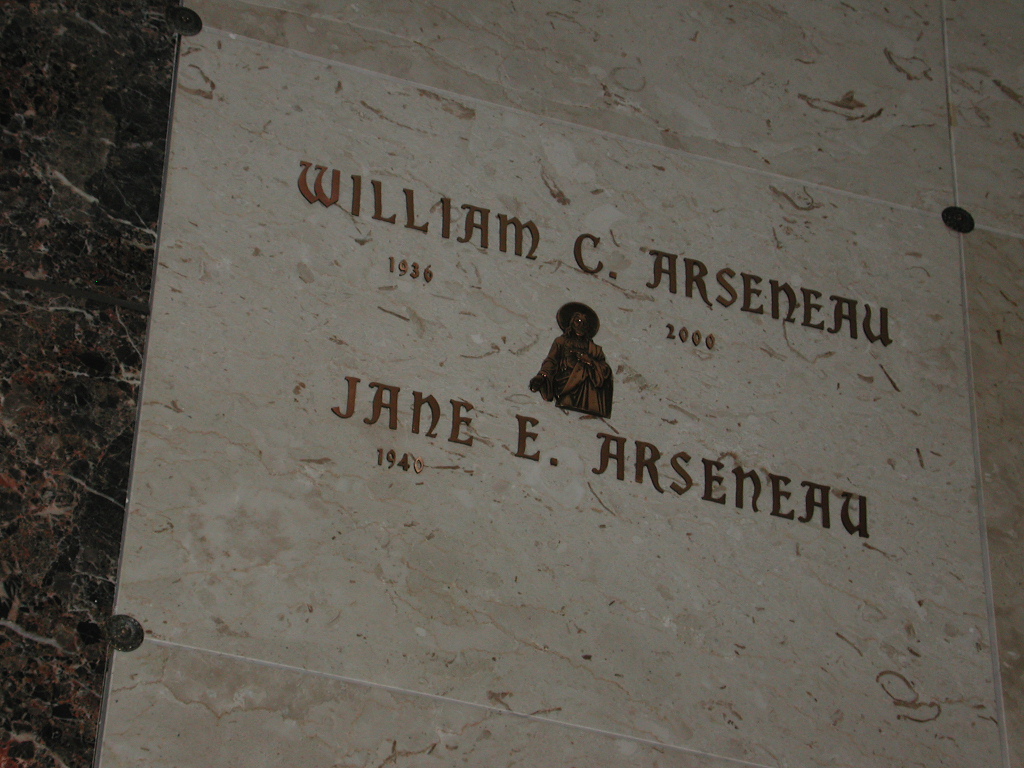 WILLIAM C. ARSENEAU
1936 2000
JANE E. ARSENEAU
1940